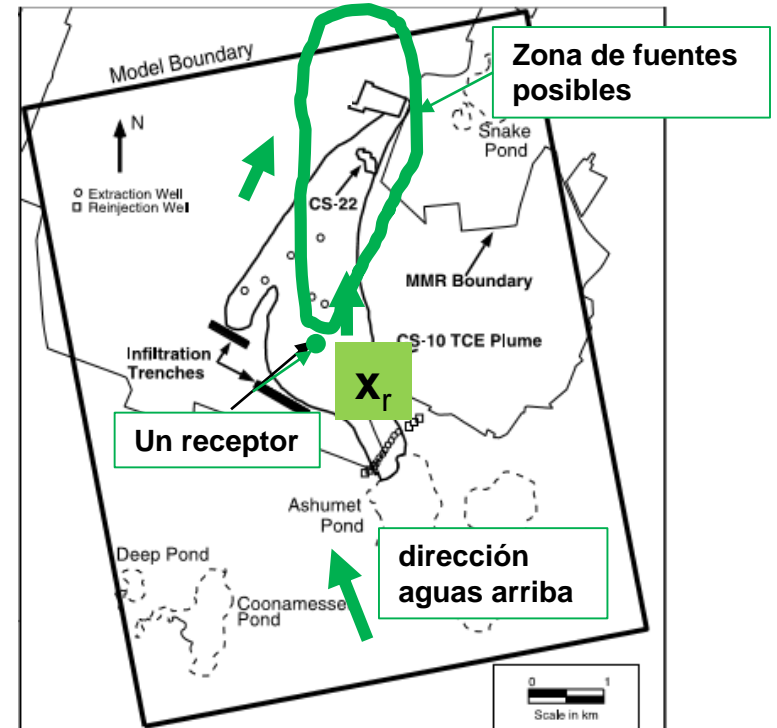 Model Boundary
Zona de fuentes
posibles
N
Snake
Pond
○ Extraction Well
□ Reinjection Well
CS-22
MMR Boundary
CS-10 TCE Plume
Infiltration
Trenches
xr
Un receptor
Ashumet
Pond
dirección
aguas arriba
Deep Pond
Coonamesse
Pond
0 1
Scale in km